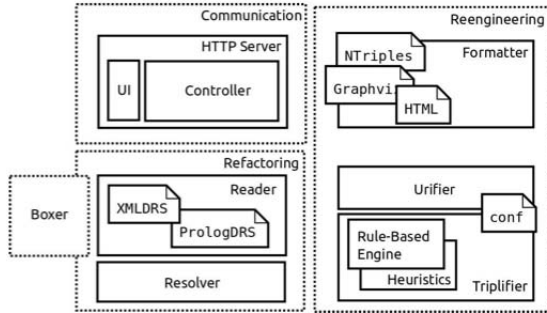 Communication
HTTP Server
UI
Controller
Refactoring
Reader
XMLDRS
PrologDRS
Boxer
Resolver
Reengineering
Formatter
NTriples
Graphvi
HTML
Urifier
conf
Rule-Based
Engine
Heuristics
Triplifier